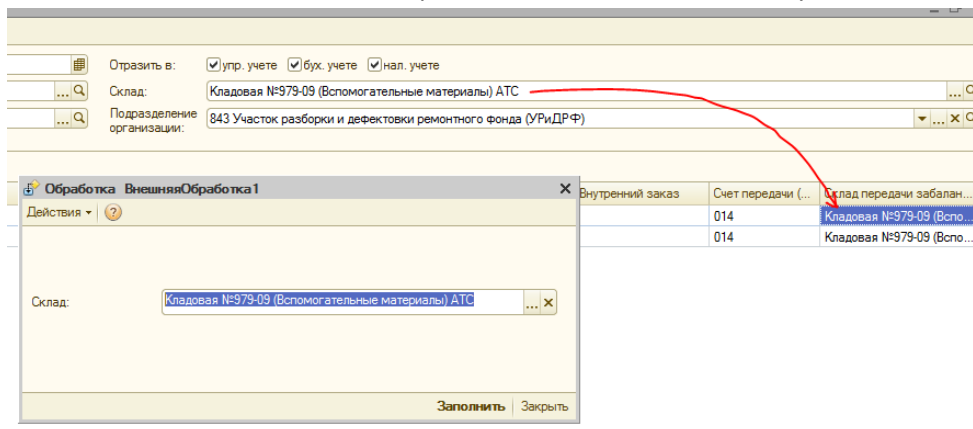 Отразить в: упр. учете бух. учете нал. учете
Склад: Кладовая №979-09 (Вспомогательные материалы) АТС
Подразделение организации: 843 Участок разборки и дефектовки ремонтного фонда (УРиДРФ)
Внутренний заказ Счет передачи (... Склад передачи забалан...
014 Кладовая №979-09 (Вспо...
014 Кладовая №979-09 (Вспо...
Обработка ВнешняяОбработка1
Действия
Склад: Кладовая №979-09 (Вспомогательные материалы) АТС
Заполнить Закрыть